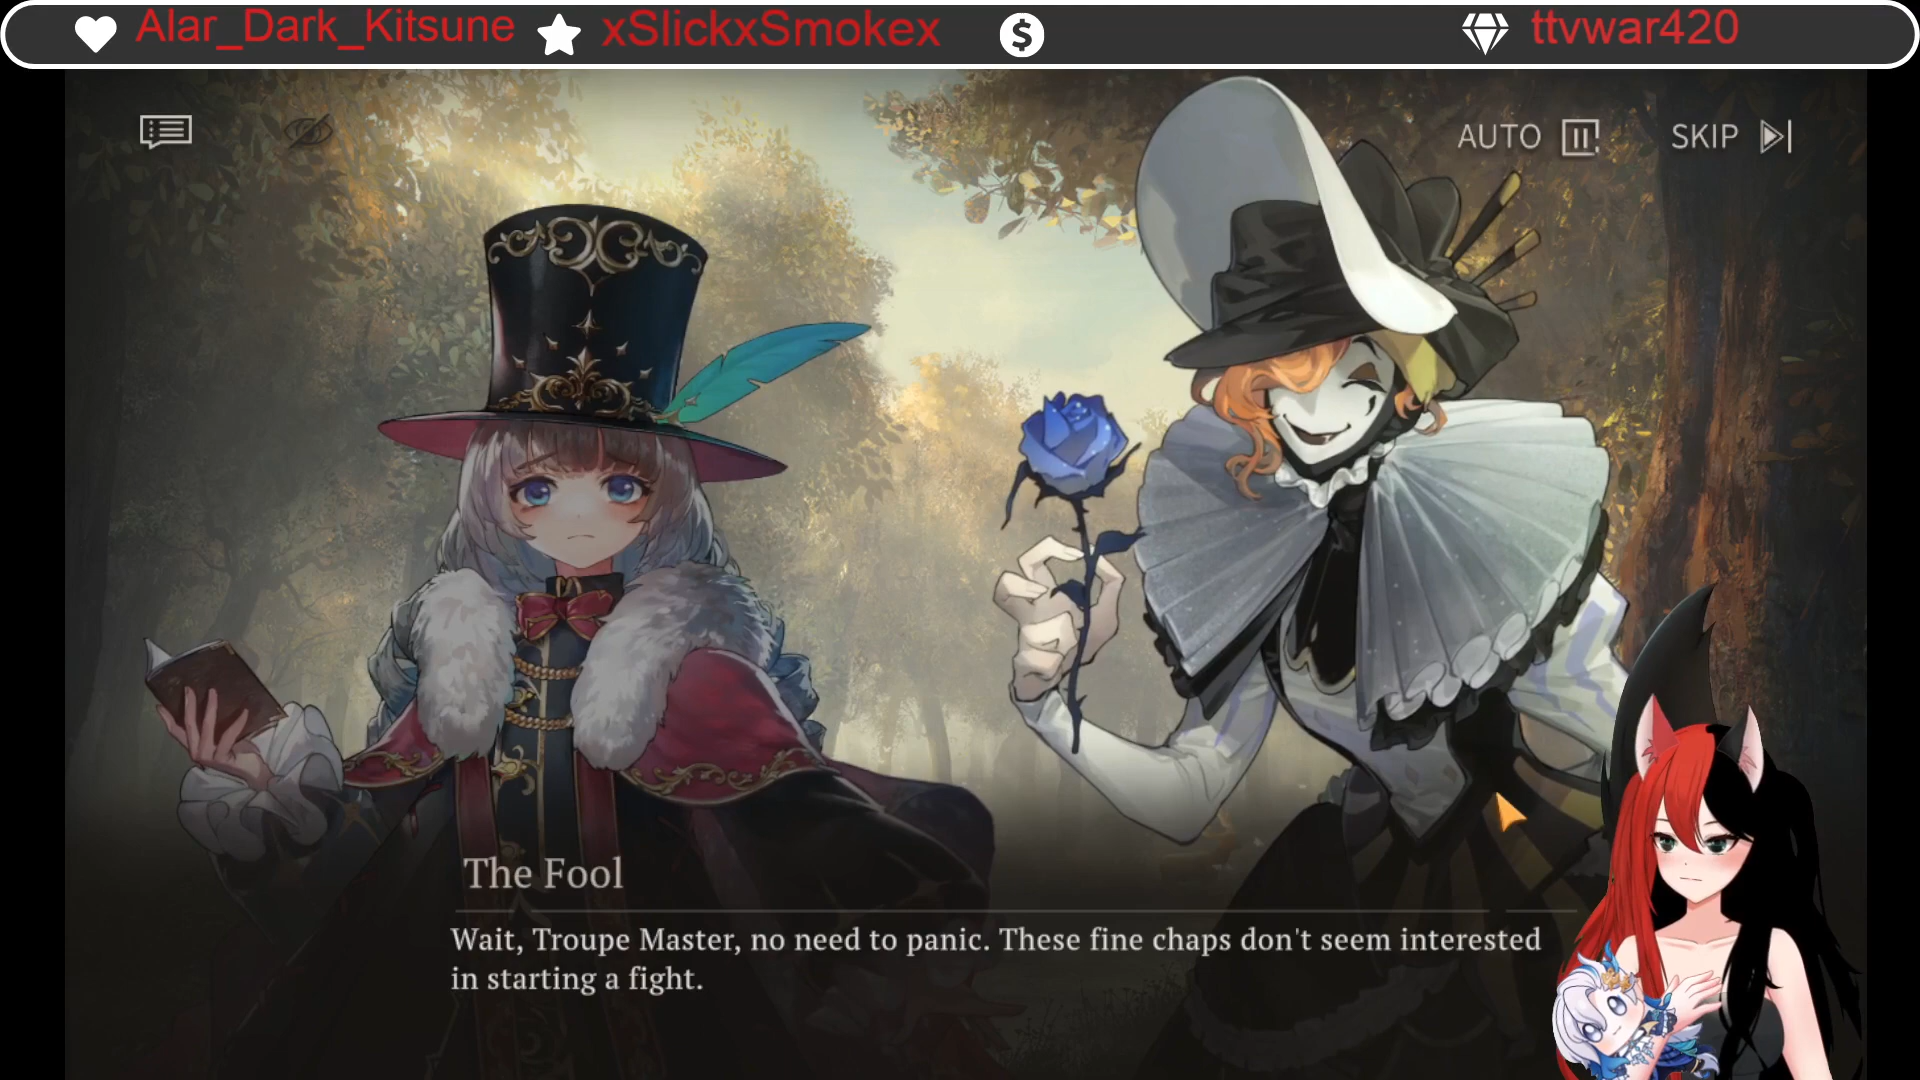 Alar_Dark_Kitsune xSlickxSmokex ttvwar420
AUTO SKIP
The Fool
Wait, Troupe Master, no need to panic. These fine chaps don't seem interested
in starting a fight.